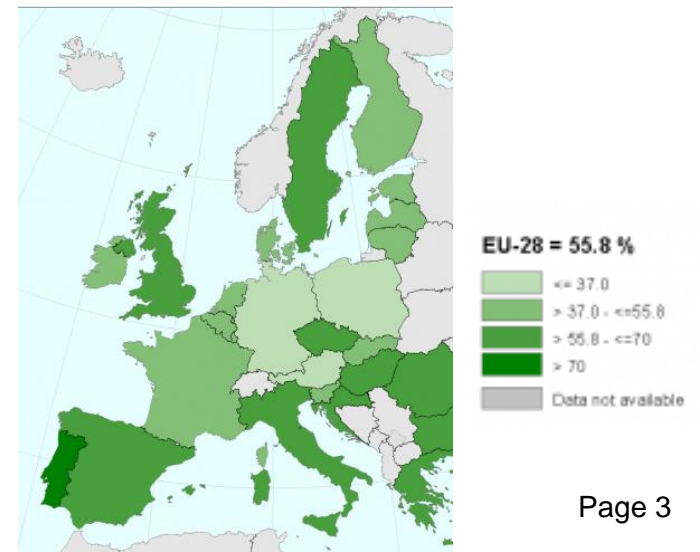 EU-28 = 55.8 %
<= 37.0
> 37.0 - <=55.8
> 55.8 - <=70
> 70
Data not available
Page 3